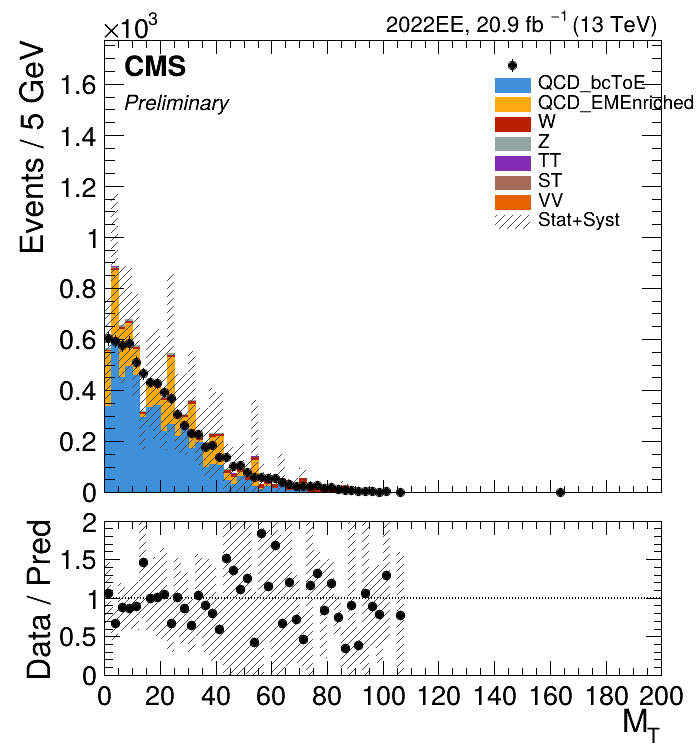 ×10³
2022EE, 20.9 fb ⁻¹ (13 TeV)
CMS
Preliminary
Events / 5 GeV
1.6
1.4
1.2
1
0.8
0.6
0.4
0.2
0
QCD_bcToE
QCD_EMEnriched
W
Z
TT
ST
VV
Stat+Syst
Data / Pred
2
1.5
1
0.5
0
0 20 40 60 80 100 120 140 160 180 200
M_T